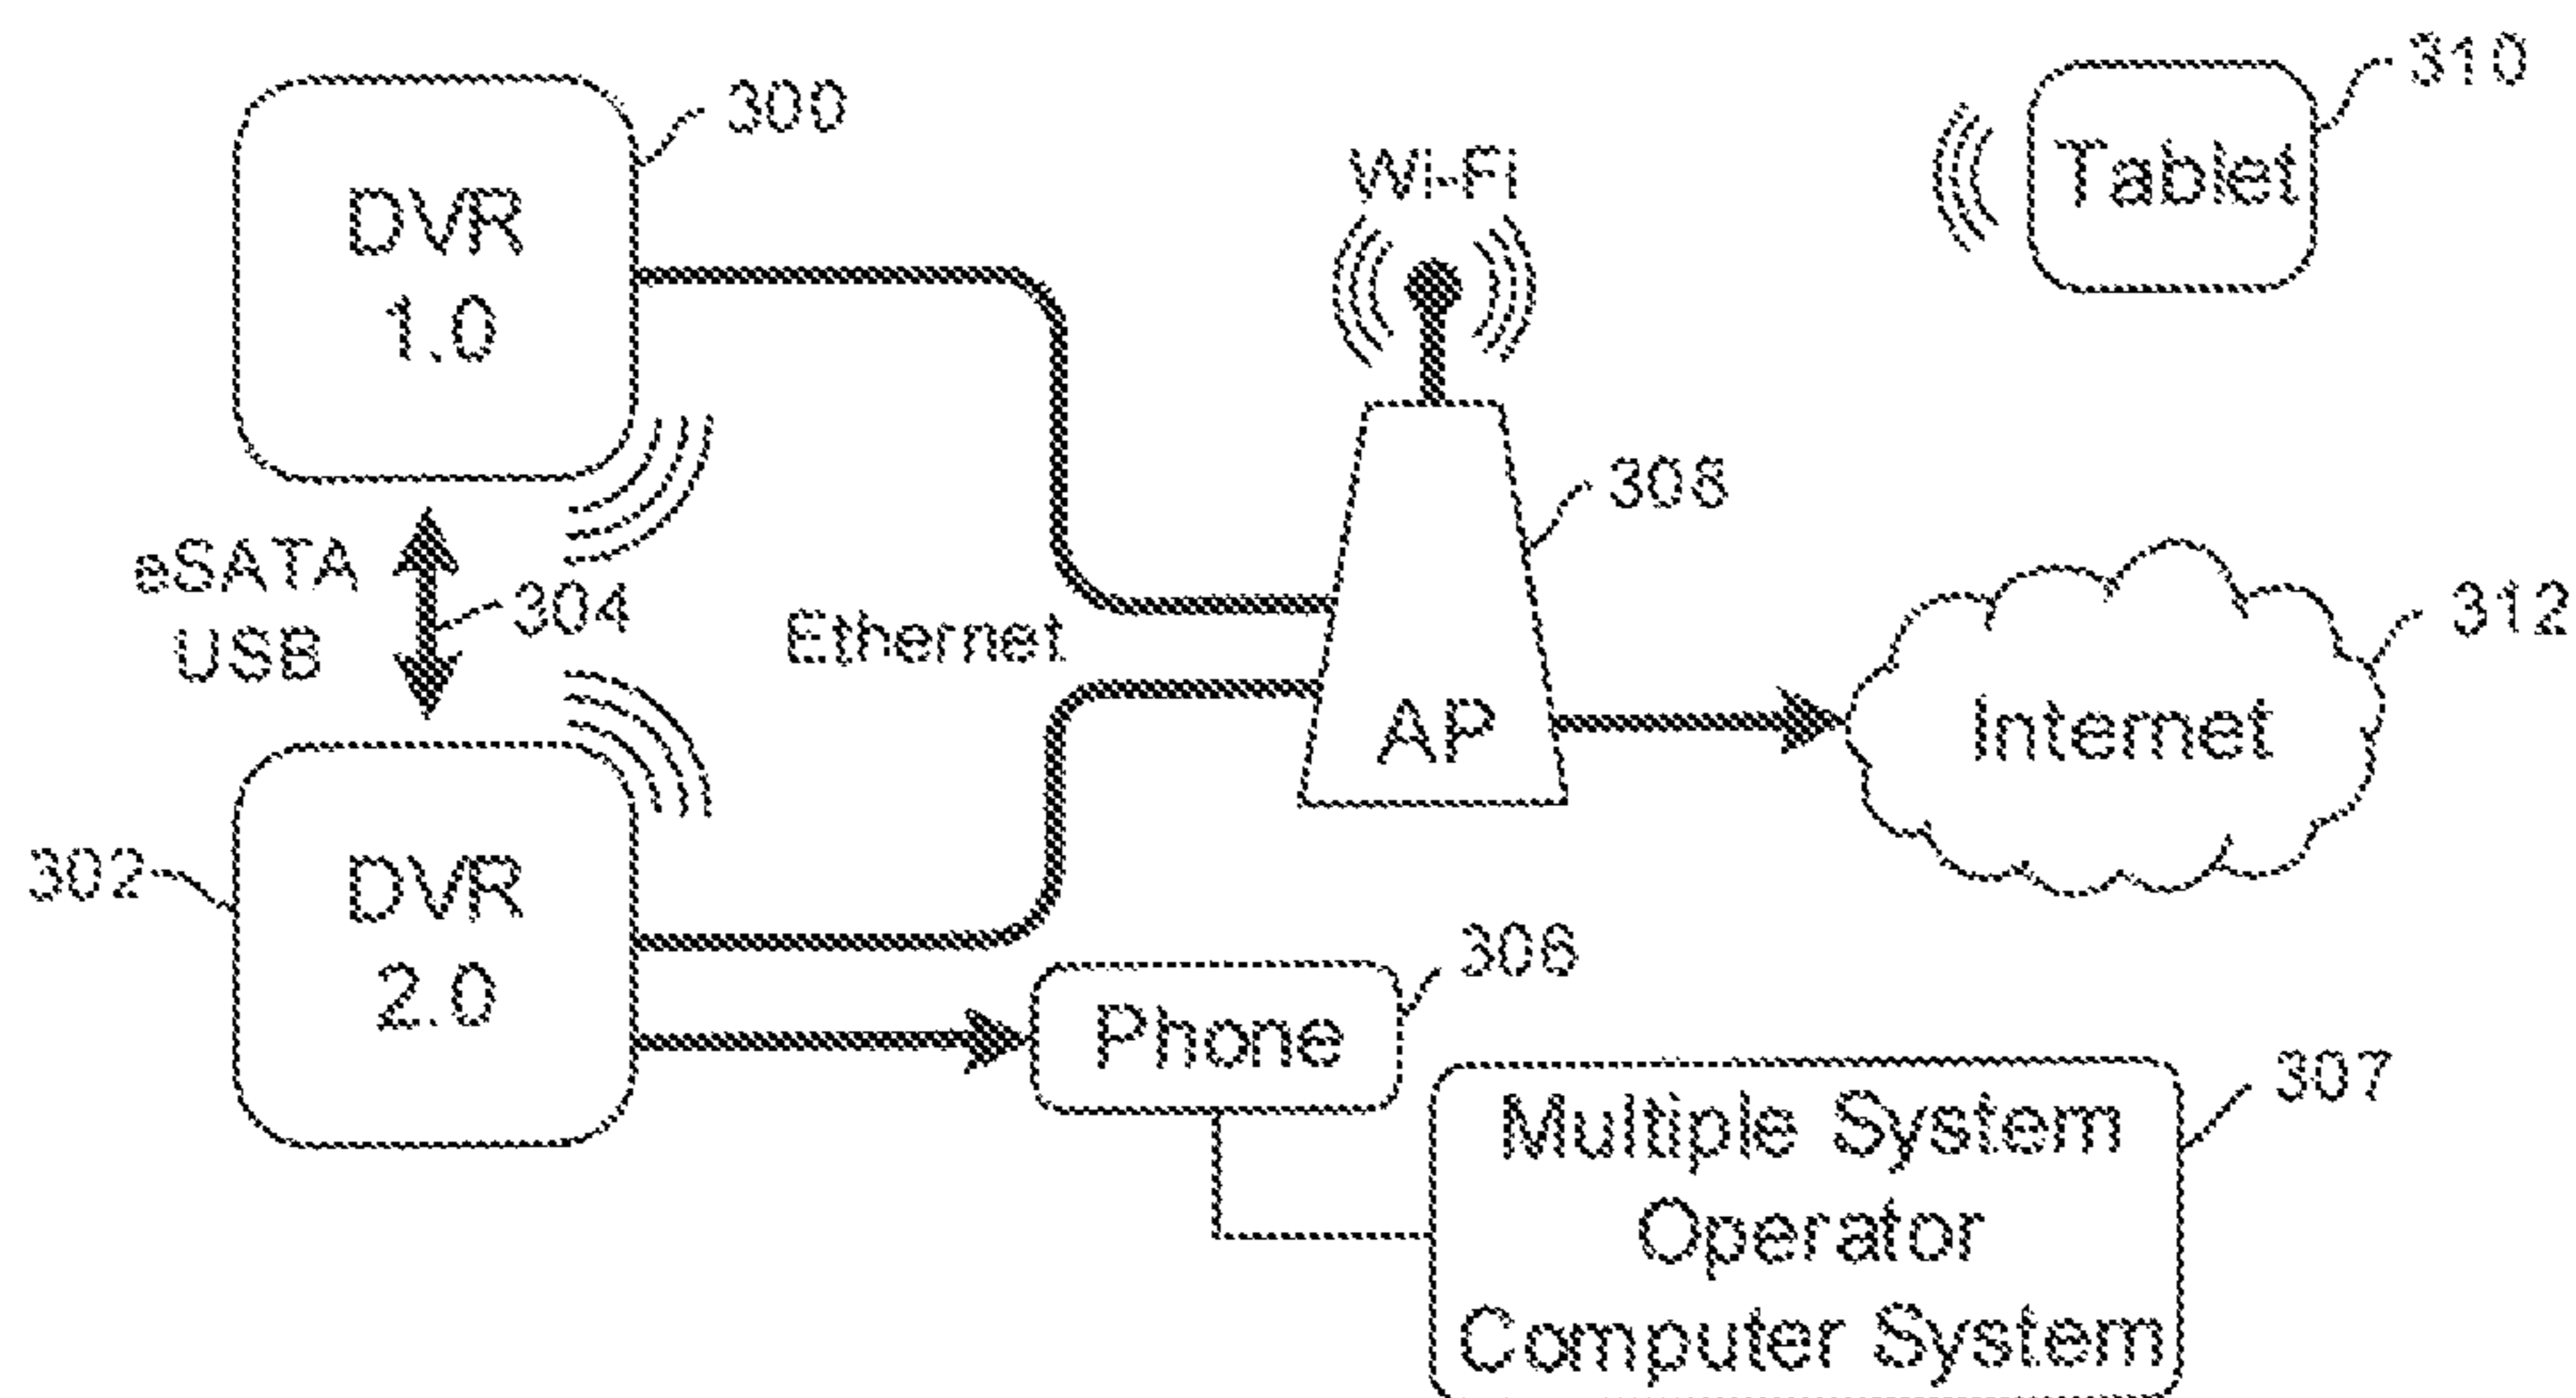 300
DVR
1.0
eSATA
USB
304
302
DVR
2.0
Ethernet
Wi-Fi
308
AP
Tablet
310
Internet
312
Phone
306
Multiple System
Operator
Computer System
307